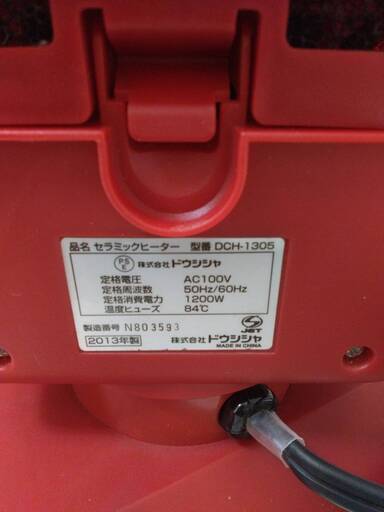 品名 セラミックヒーター 型番 DCH-1305
PS E 株式会社ドウシシャ
定格電圧 AC100V
定格周波数 50Hz/60Hz
定格消費電力 1200W
温度ヒューズ 84℃
製造番号 N803593
JET
2013年製 株式会社ドウシシャ
MADE IN CHINA